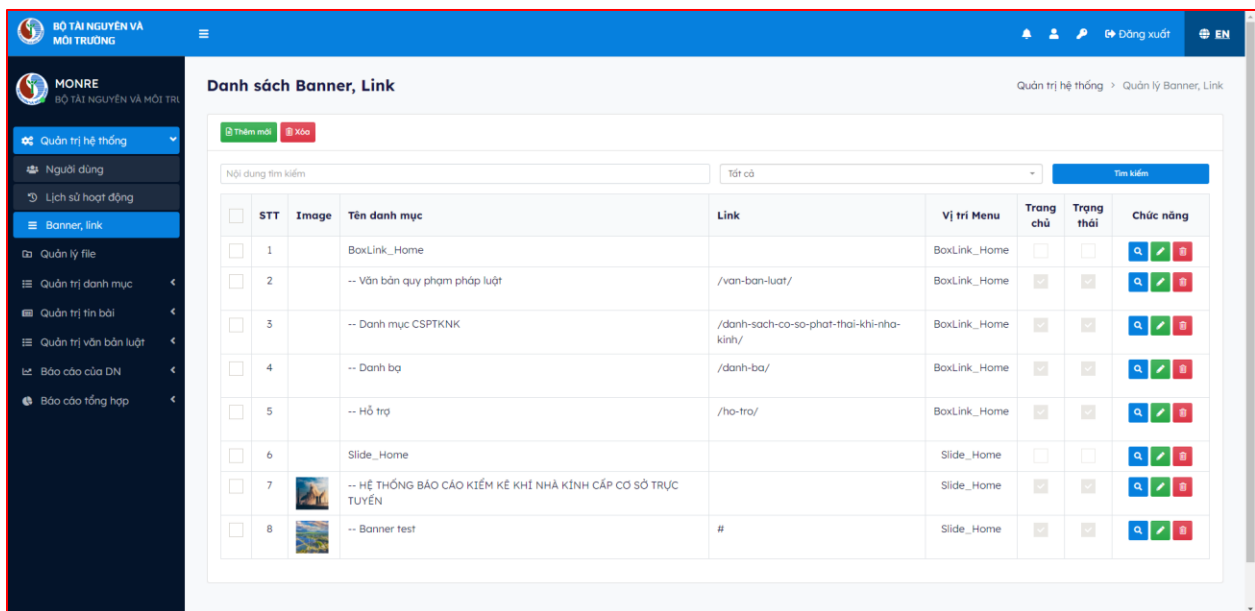 BỘ TÀI NGUYÊN VÀ
MÔI TRƯỜNG
Đăng xuất
EN
MONRE
BỘ TÀI NGUYÊN VÀ MÔI TRƯ
Quản trị hệ thống
Người dùng
Lịch sử hoạt động
Banner, link
Quản lý file
Quản trị danh mục
Quản trị tin bài
Quản trị văn bản luật
Báo cáo của DN
Báo cáo tổng hợp
Danh sách Banner, Link
Quản trị hệ thống > Quản lý Banner, Link
Thêm mới Xóa
Nội dung tìm kiếm Tất cả Tìm kiếm
STT Image Tên danh mục Link Vị trí Menu Trang chủ Trạng thái Chức năng
1 BoxLink_Home BoxLink_Home
2 -- Văn bản quy phạm pháp luật /van-ban-luat/ BoxLink_Home
3 -- Danh mục CSPTKNK /danh-sach-co-so-phat-thai-khi-nha- BoxLink_Home
kinh/
4 -- Danh bạ /danh-ba/ BoxLink_Home
5 -- Hỗ trợ /ho-tro/ BoxLink_Home
6 Slide_Home Slide_Home
7 -- HỆ THỐNG BÁO CÁO KIỂM KÊ KHÍ NHÀ KÍNH CẤP CƠ SỞ TRỰC Slide_Home
TUYẾN
8 -- Banner test # Slide_Home